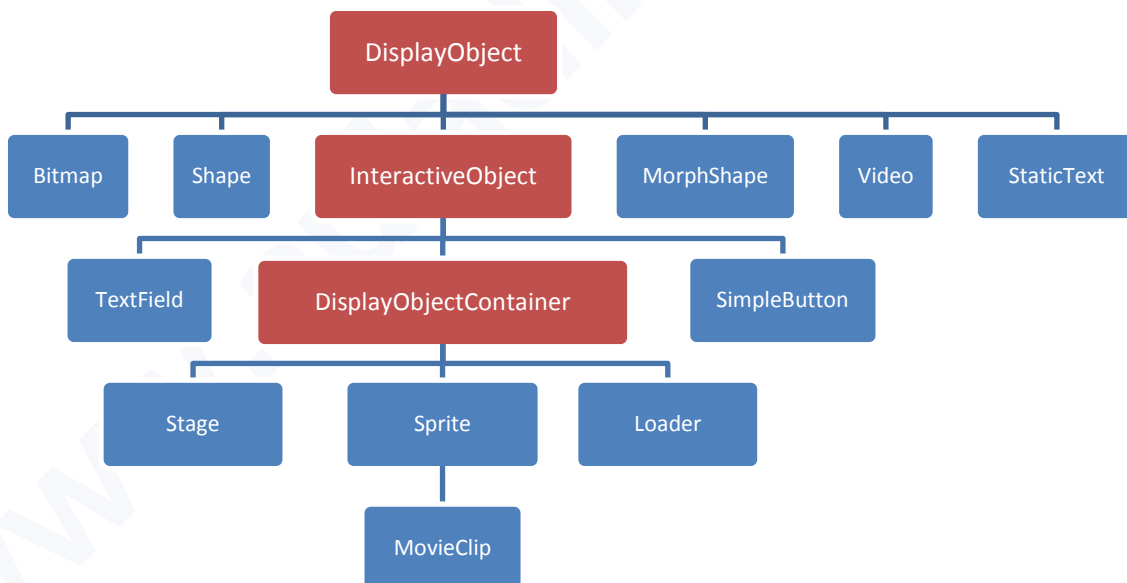 DisplayObject
Bitmap
Shape
InteractiveObject
MorphShape
Video
StaticText
TextField
DisplayObjectContainer
SimpleButton
Stage
Sprite
Loader
MovieClip